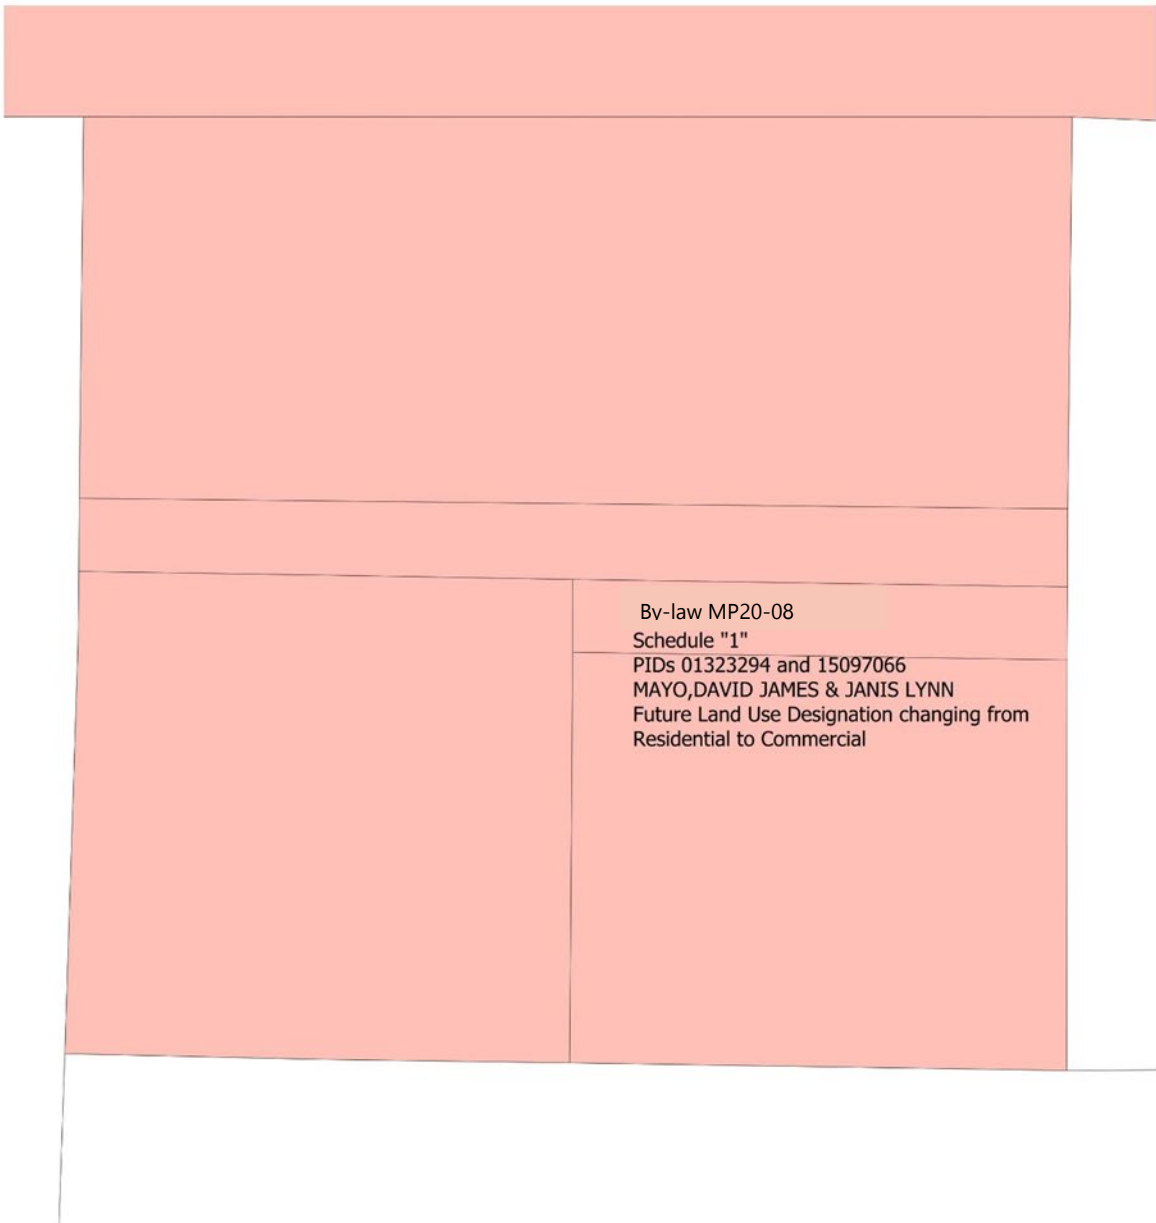 By-law MP20-08
Schedule "1"
PIDs 01323294 and 15097066
MAYO,DAVID JAMES & JANIS LYNN
Future Land Use Designation changing from
Residential to Commercial